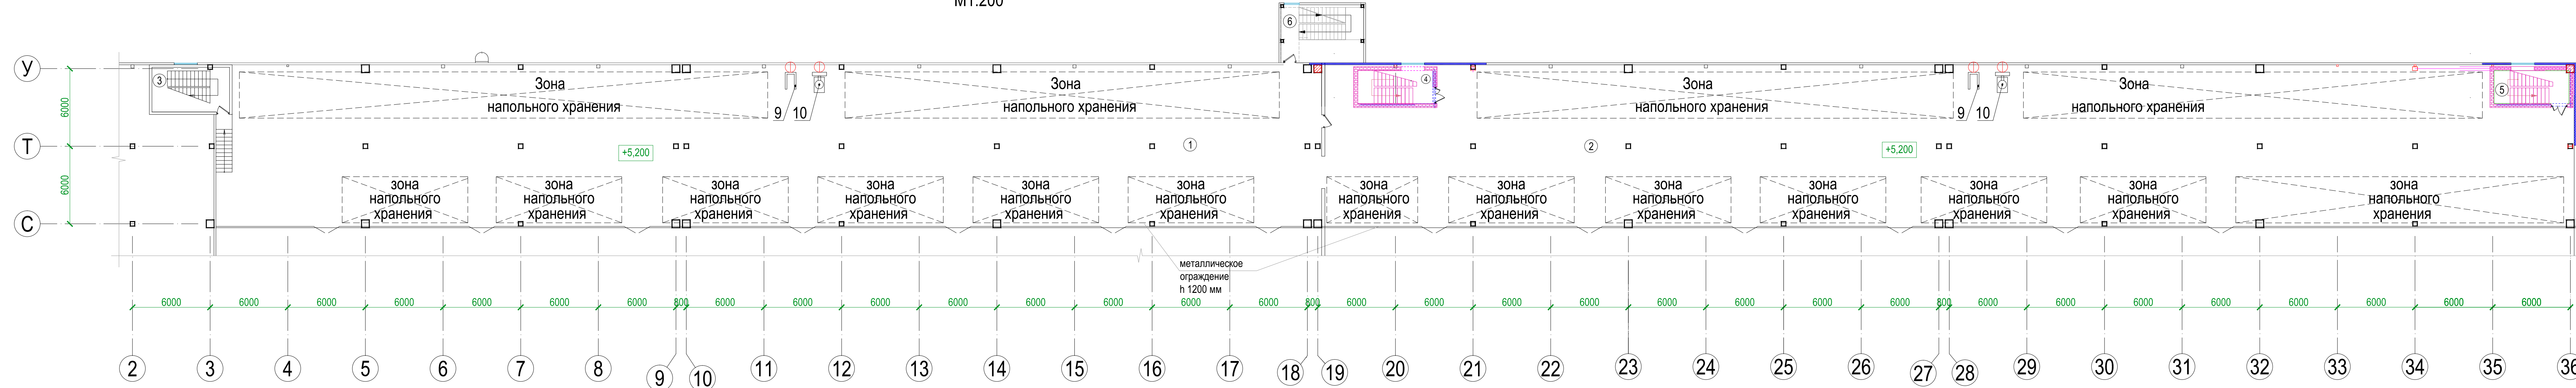 М1:200
6
У
3
Зона
напольного хранения
9
10
Зона
напольного хранения
4
Зона
напольного хранения
9
10
Зона
напольного хранения
5
6000
Т
+5,200
1
2
+5,200
6000
С
зона
напольного
хранения
зона
напольного
хранения
зона
напольного
хранения
зона
напольного
хранения
зона
напольного
хранения
зона
напольного
хранения
зона
напольного
хранения
зона
напольного
хранения
зона
напольного
хранения
зона
напольного
хранения
зона
напольного
хранения
зона
напольного
хранения
зона
напольного
хранения
металлическое
ограждение
h 1200 мм
6000 6000 6000 6000 6000 6000 6000 800 6000 6000 6000 6000 6000 6000 6000 6000 800 6000 6000 6000 6000 6000 6000 6000 6000 800 6000 6000 6000 6000 6000 6000 6000 6000
2 3 4 5 6 7 8 9 10 11 12 13 14 15 16 17 18 19 20 21 22 23 24 25 26 27 28 29 30 31 32 33 34 35 36